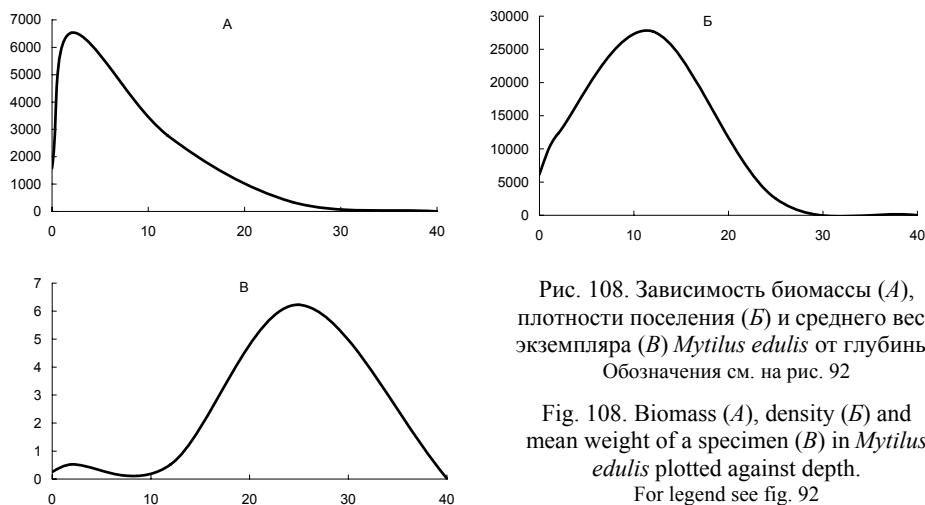 А
7000
6000
5000
4000
3000
2000
1000
0
0 10 20 30 40
Б
30000
25000
20000
15000
10000
5000
0
0 10 20 30 40
В
7
6
5
4
3
2
1
0
0 10 20 30 40
Рис. 108. Зависимость биомассы (А),
плотности поселения (Б) и среднего вес
экземпляра (В) Mytilus edulis от глубинь
Обозначения см. на рис. 92
Fig. 108. Biomass (А), density (Б) and
mean weight of a specimen (В) in Mytilus
edulis plotted against depth.
For legend see fig. 92